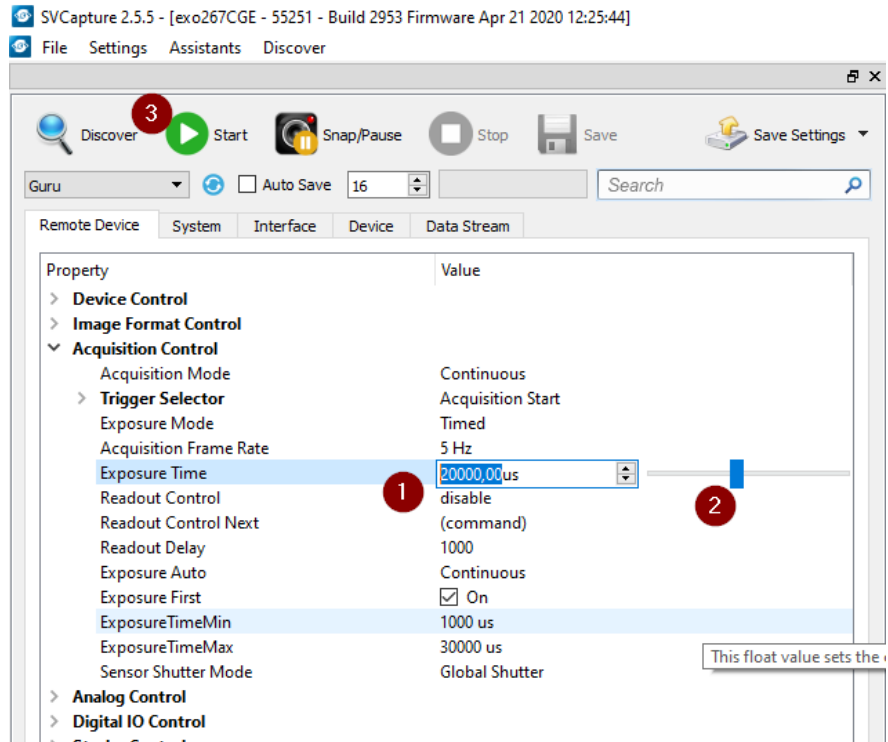 SVCapture 2.5.5 - [exo267CGE - 55251 - Build 2953 Firmware Apr 21 2020 12:25:44]
File Settings Assistants Discover
3
Discover Start Snap/Pause Stop Save Save Settings
Guru Auto Save 16 Search
Remote Device System Interface Device Data Stream
Property Value
Device Control
Image Format Control
Acquisition Control
Acquisition Mode Continuous
Trigger Selector Acquisition Start
Exposure Mode Timed
Acquisition Frame Rate 5 Hz
Exposure Time 20000,00us
1
2
Readout Control disable
Readout Control Next (command)
Readout Delay 1000
Exposure Auto Continuous
Exposure First On
ExposureTimeMin 1000 us
ExposureTimeMax 30000 us
This float value sets the
Sensor Shutter Mode Global Shutter
Analog Control
Digital IO Control